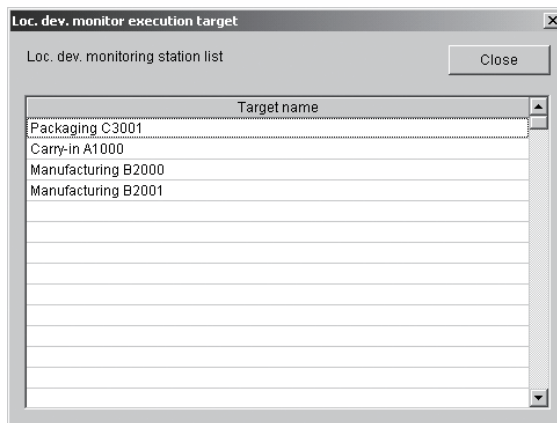 Loc. dev. monitor execution target
Loc. dev. monitoring station list
Close
Target name
Packaging C3001
Carry-in A1000
Manufacturing B2000
Manufacturing B2001